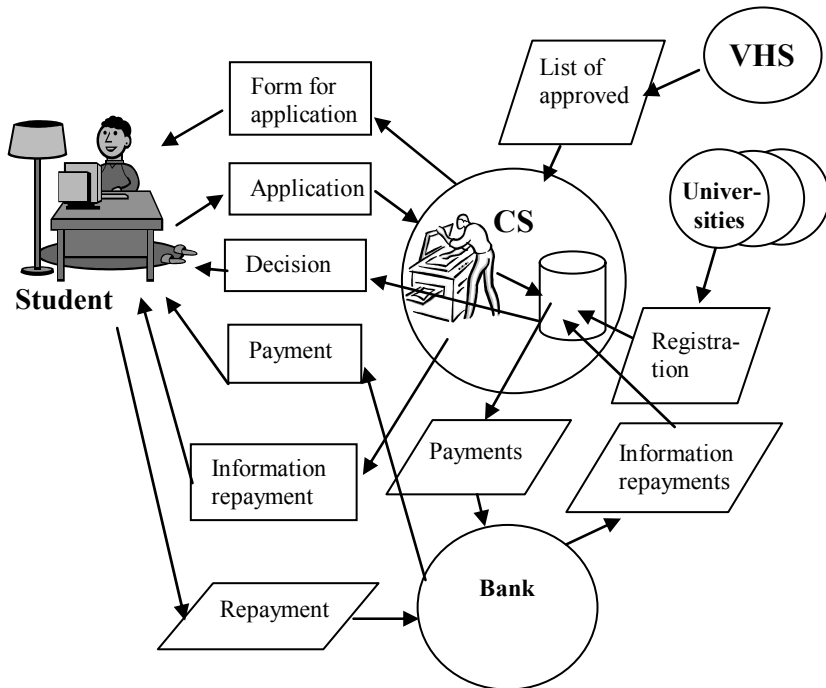 VHS
List of
approved
Form for
application
Application
CS
Univer-
sities
Decision
Student
Payment
Registra-
tion
Information
repayment
Payments
Information
repayments
Repayment
Bank